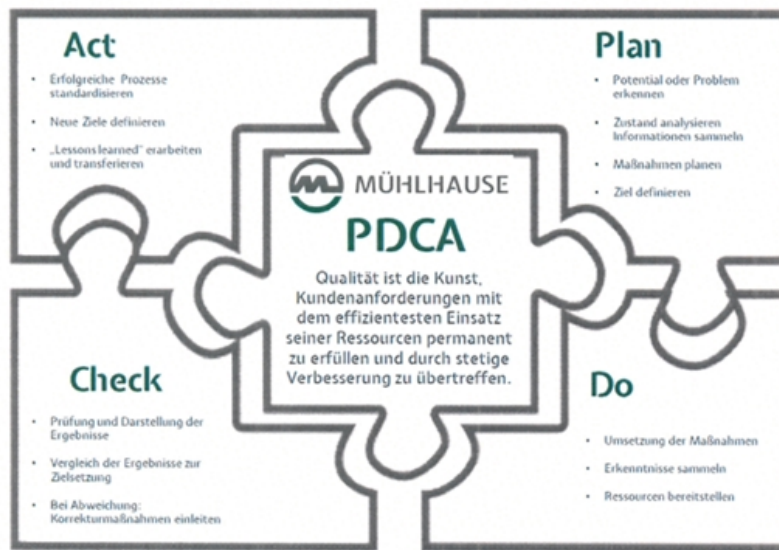 Act
• Erfolgreiche Prozesse
standardisieren
• Neue Ziele definieren
• „Lessons learned" erarbeiten
und transferieren
Plan
• Potential oder Problem
erkennen
• Zustand analysieren
Informationen sammeln
• Maßnahmen planen
• Ziel definieren
MÜHLHAUSE
PDCA
Qualität ist die Kunst,
Kundenanforderungen mit
dem effizientesten Einsatz
seiner Ressourcen permanent
zu erfüllen und durch stetige
Verbesserung zu übertreffen.
Check
• Prüfung und Darstellung der
Ergebnisse
• Vergleich der Ergebnisse zur
Zielsetzung
• Bei Abweichung:
Korrekturmaßnahmen einleiten
Do
• Umsetzung der Maßnahmen
• Erkenntnisse sammeln
• Ressourcen bereitstellen